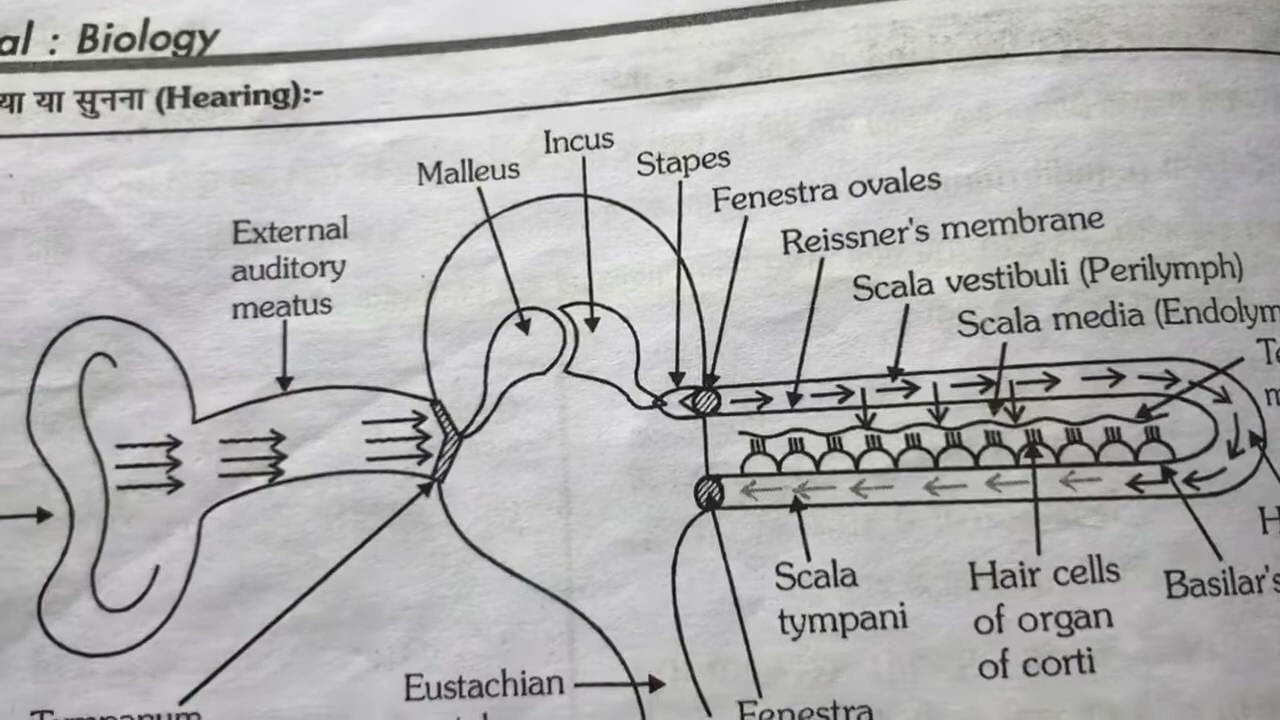 al : Biology
या या सुनना (Hearing):-
Incus
Malleus
Stapes
Fenestra ovales
External
auditory
meatus
Reissner's membrane
Scala vestibuli (Perilymph)
Scala media (Endolym
Scala
tympani
Hair cells
of organ
of corti
Basilar's
Eustachian
Fenestra
Tympanum